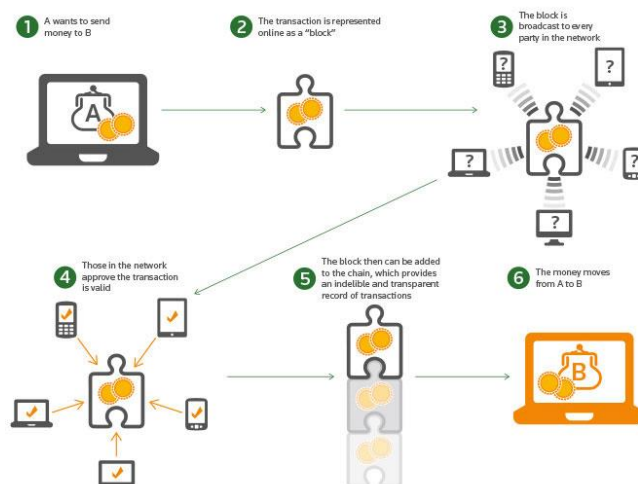 1
A wants to send
money to B
2
The transaction is represented
online as a “block”
3
The block is
broadcast to every
party in the network
A
?
?
?
?
?
4
Those in the network
approve the transaction
is valid
5
The block then can be added
to the chain, which provides
an indelible and transparent
record of transactions
6
The money moves
from A to B
B